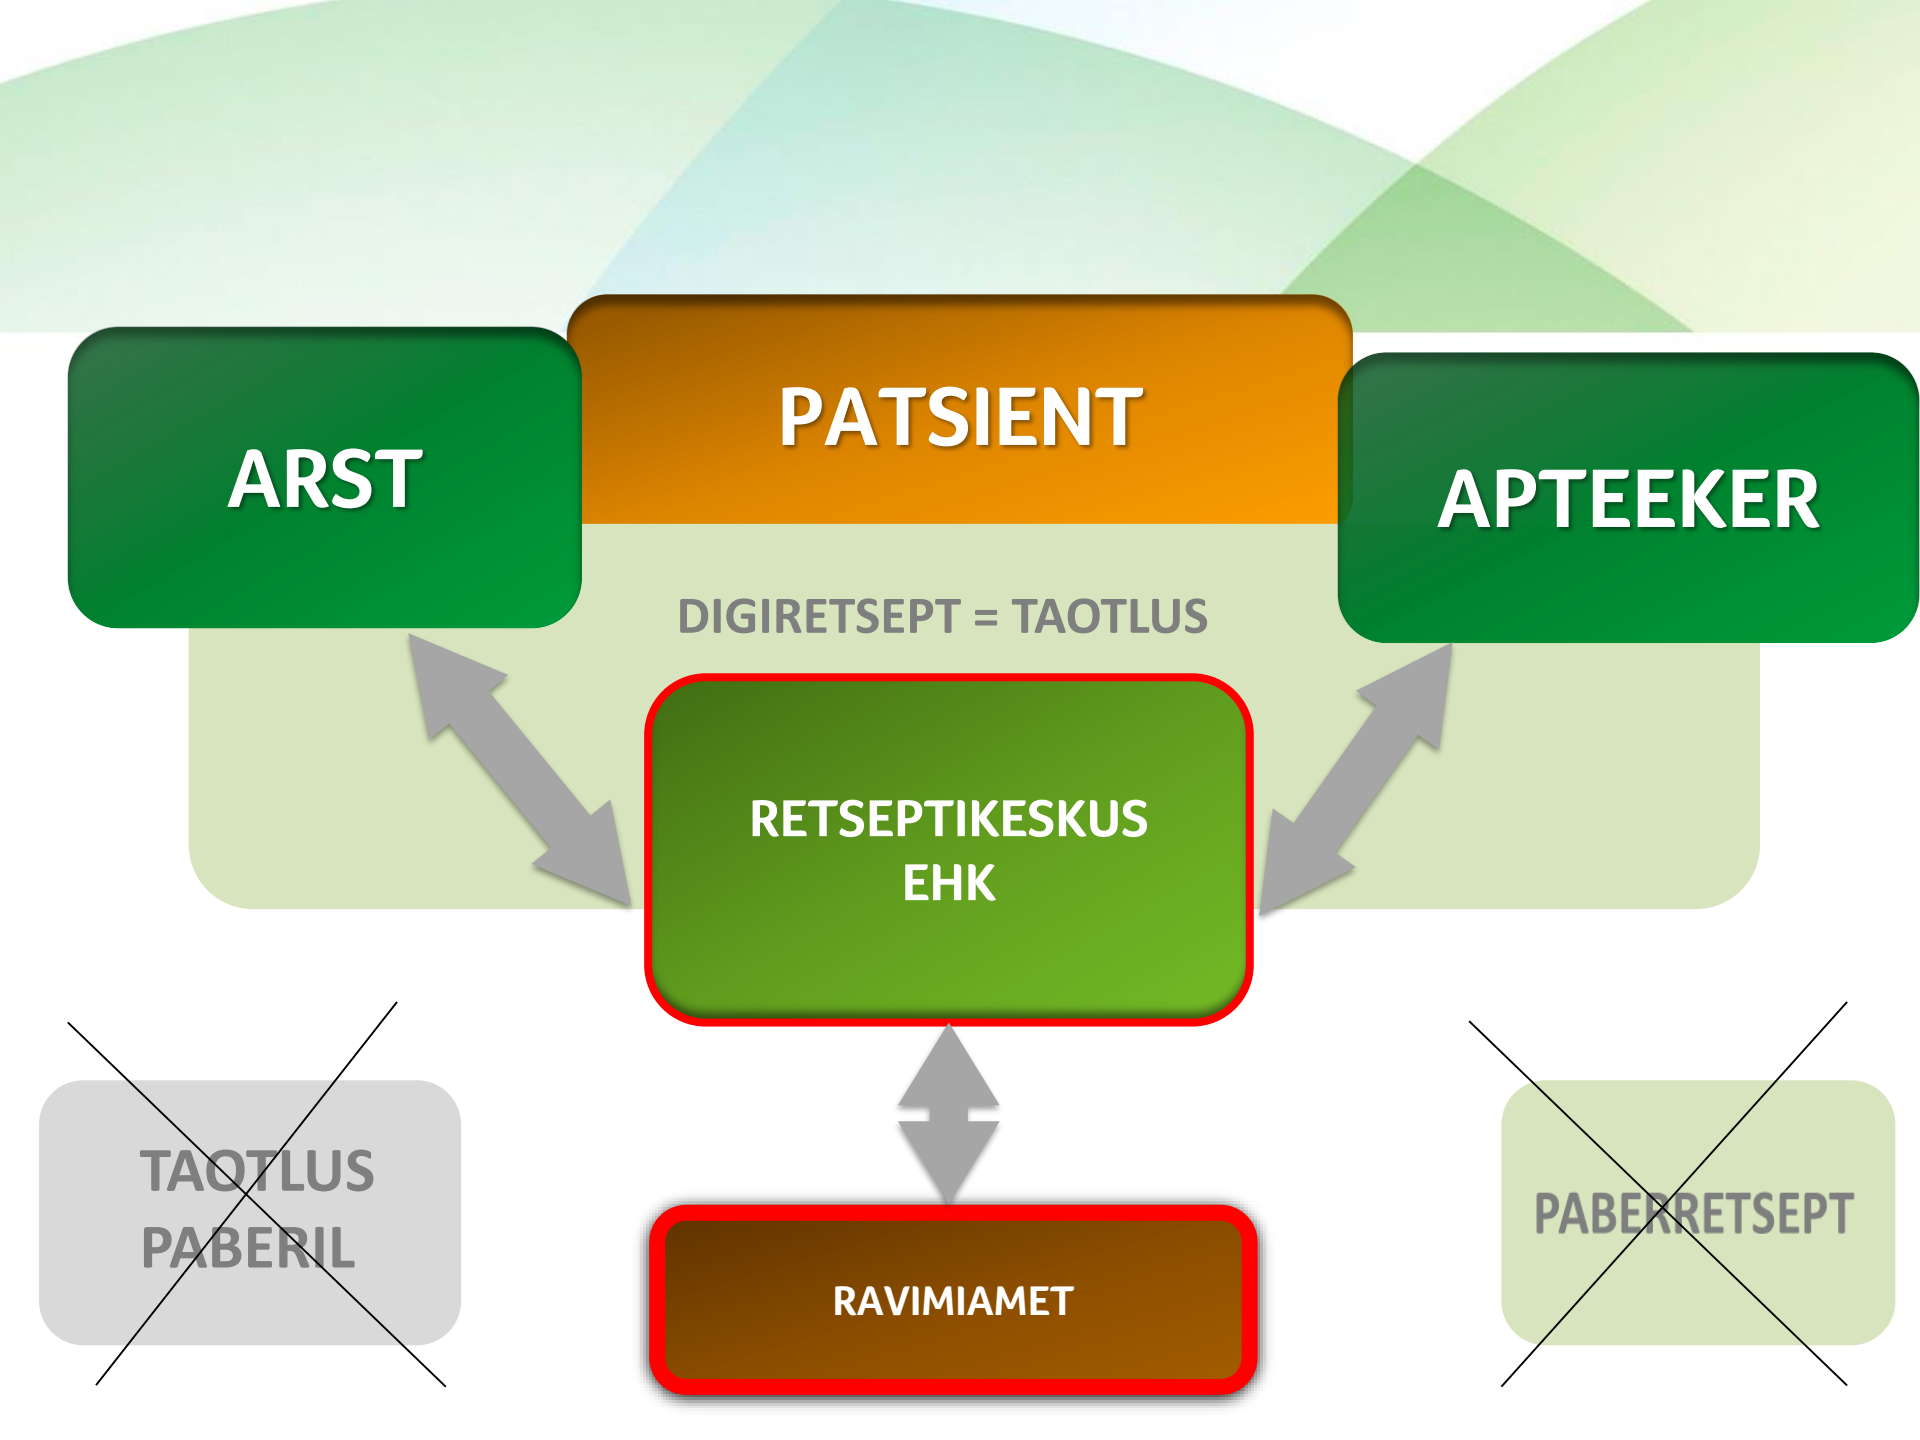 PATSIENT
ARST
APTEEKER
DIGIRETSEPT = TAOTLUS
RETSEPTIKESKUS
EHK
TAOTLUS
PABERIL
PABERRETSEPT
RAVIMIAMET